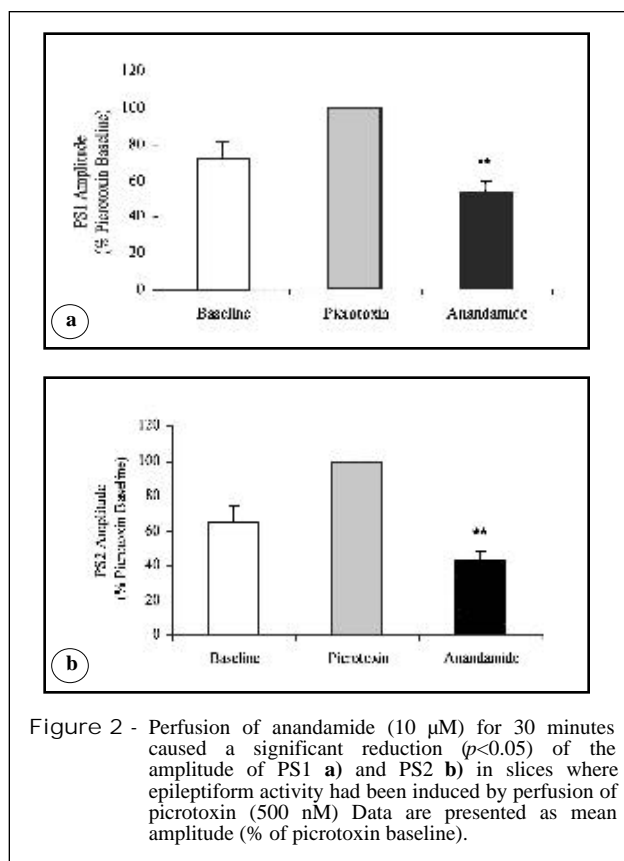 120
100
80
60
40
20
0
PS1 Amplitude
(% Picrotoxin Baseline)
**
Baseline
Picrotoxin
Anandamide
a
120
100
80
60
40
20
0
PS2 Amplitude
(% Picrotoxin Baseline)
**
Baseline
Picrotoxin
Anandamide
b
Figure 2 - Perfusion of anandamide (10 µM) for 30 minutes
caused a significant reduction (p<0.05) of the
amplitude of PS1 a) and PS2 b) in slices where
epileptiform activity had been induced by perfusion of
picrotoxin (500 nM) Data are presented as mean
amplitude (% of picrotoxin baseline).